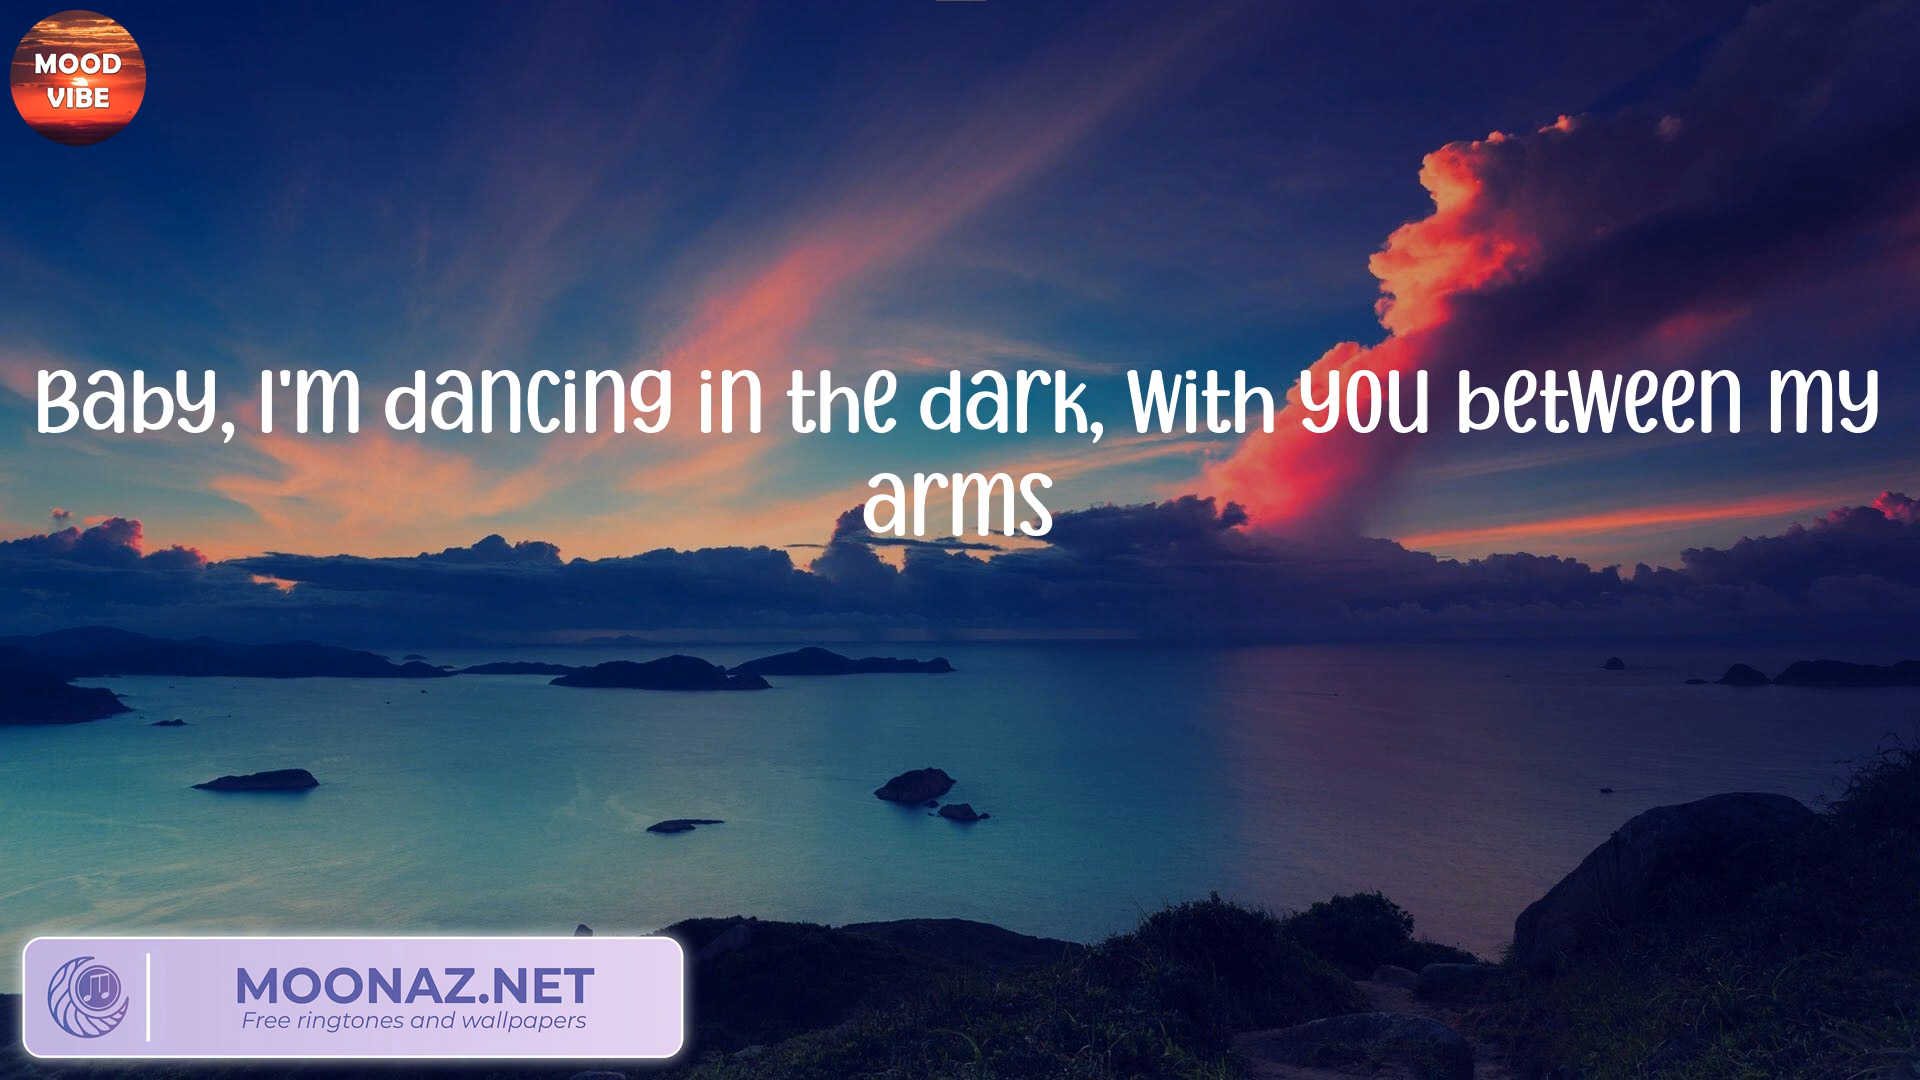 MOOD
VIBE
Baby, I'm dancing in the dark, with you between my
arms
MOONAZ.NET
Free ringtones and wallpapers